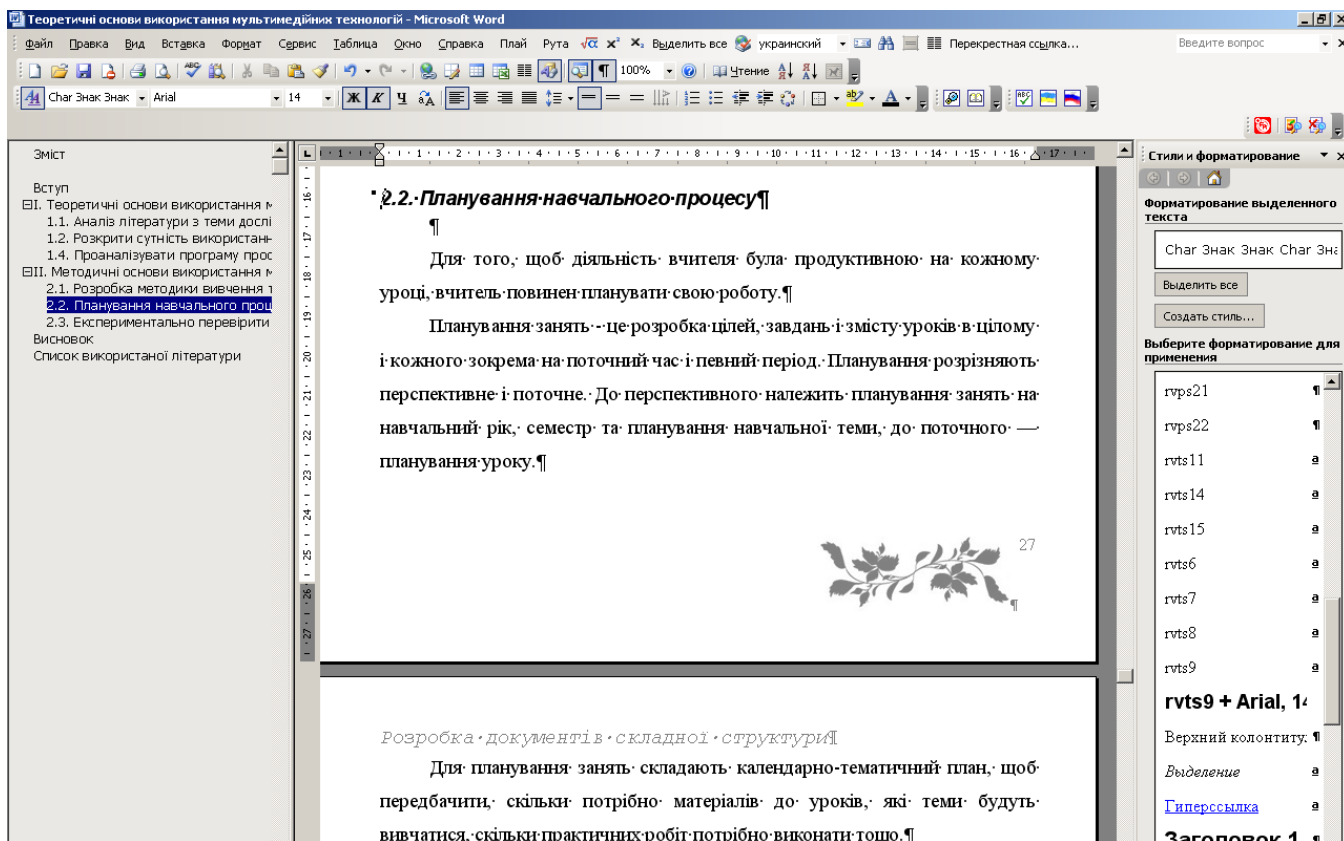 Теоретичні основи використання мультимедійних технологій - Microsoft Word
Файл Правка Вид Вставка Формат Сервис Таблица Окно Справка Плай Рута √α x² X₂ Выделить все украинский Перекрестная ссылка... Введите вопрос
100% Чтение
Char Знак Знак Arial 14 Ж К Ч
Зміст
Вступ
І. Теоретичні основи використання м
1.1. Аналіз літератури з теми дослі
1.2. Розкрити сутність використанн
1.4. Проаналізувати програму прос
ІІ. Методичні основи використання м
2.1. Розробка методики вивчення т
2.2. Планування навчального проц
2.3. Експериментально перевірити
Висновок
Список використаної літератури
2.2. Планування навчального процесу¶
¶
Для того, щоб діяльність вчителя була продуктивною на кожному
уроці, вчитель повинен планувати свою роботу.¶
Планування занять - це розробка цілей, завдань і змісту уроків в цілому
і кожного зокрема на поточний час і певний період. Планування розрізняють
перспективне і поточне. До перспективного належить планування занять на
навчальний рік, семестр та планування навчальної теми, до поточного —
планування уроку.¶
27
¶
Розробка документів складної структури¶
Для планування занять складають календарно-тематичний план, щоб
передбачити, скільки потрібно матеріалів до уроків, які теми будуть
вивчатися, скільки практичних робіт потрібно виконати тощо.¶
Стили и форматирование
Форматирование выделенного
текста
Char Знак Знак Char Зна
Выделить все
Создать стиль...
Выберите форматирование для
применения
rvps21 ¶
rvps22 ¶
rvts11 a
rvts14 a
rvts15 a
rvts6 a
rvts7 a
rvts8 a
rvts9 a
rvts9 + Arial, 14
Верхний колонтиту. ¶
Выделение a
Гиперссылка a
Заголовок 1 ¶